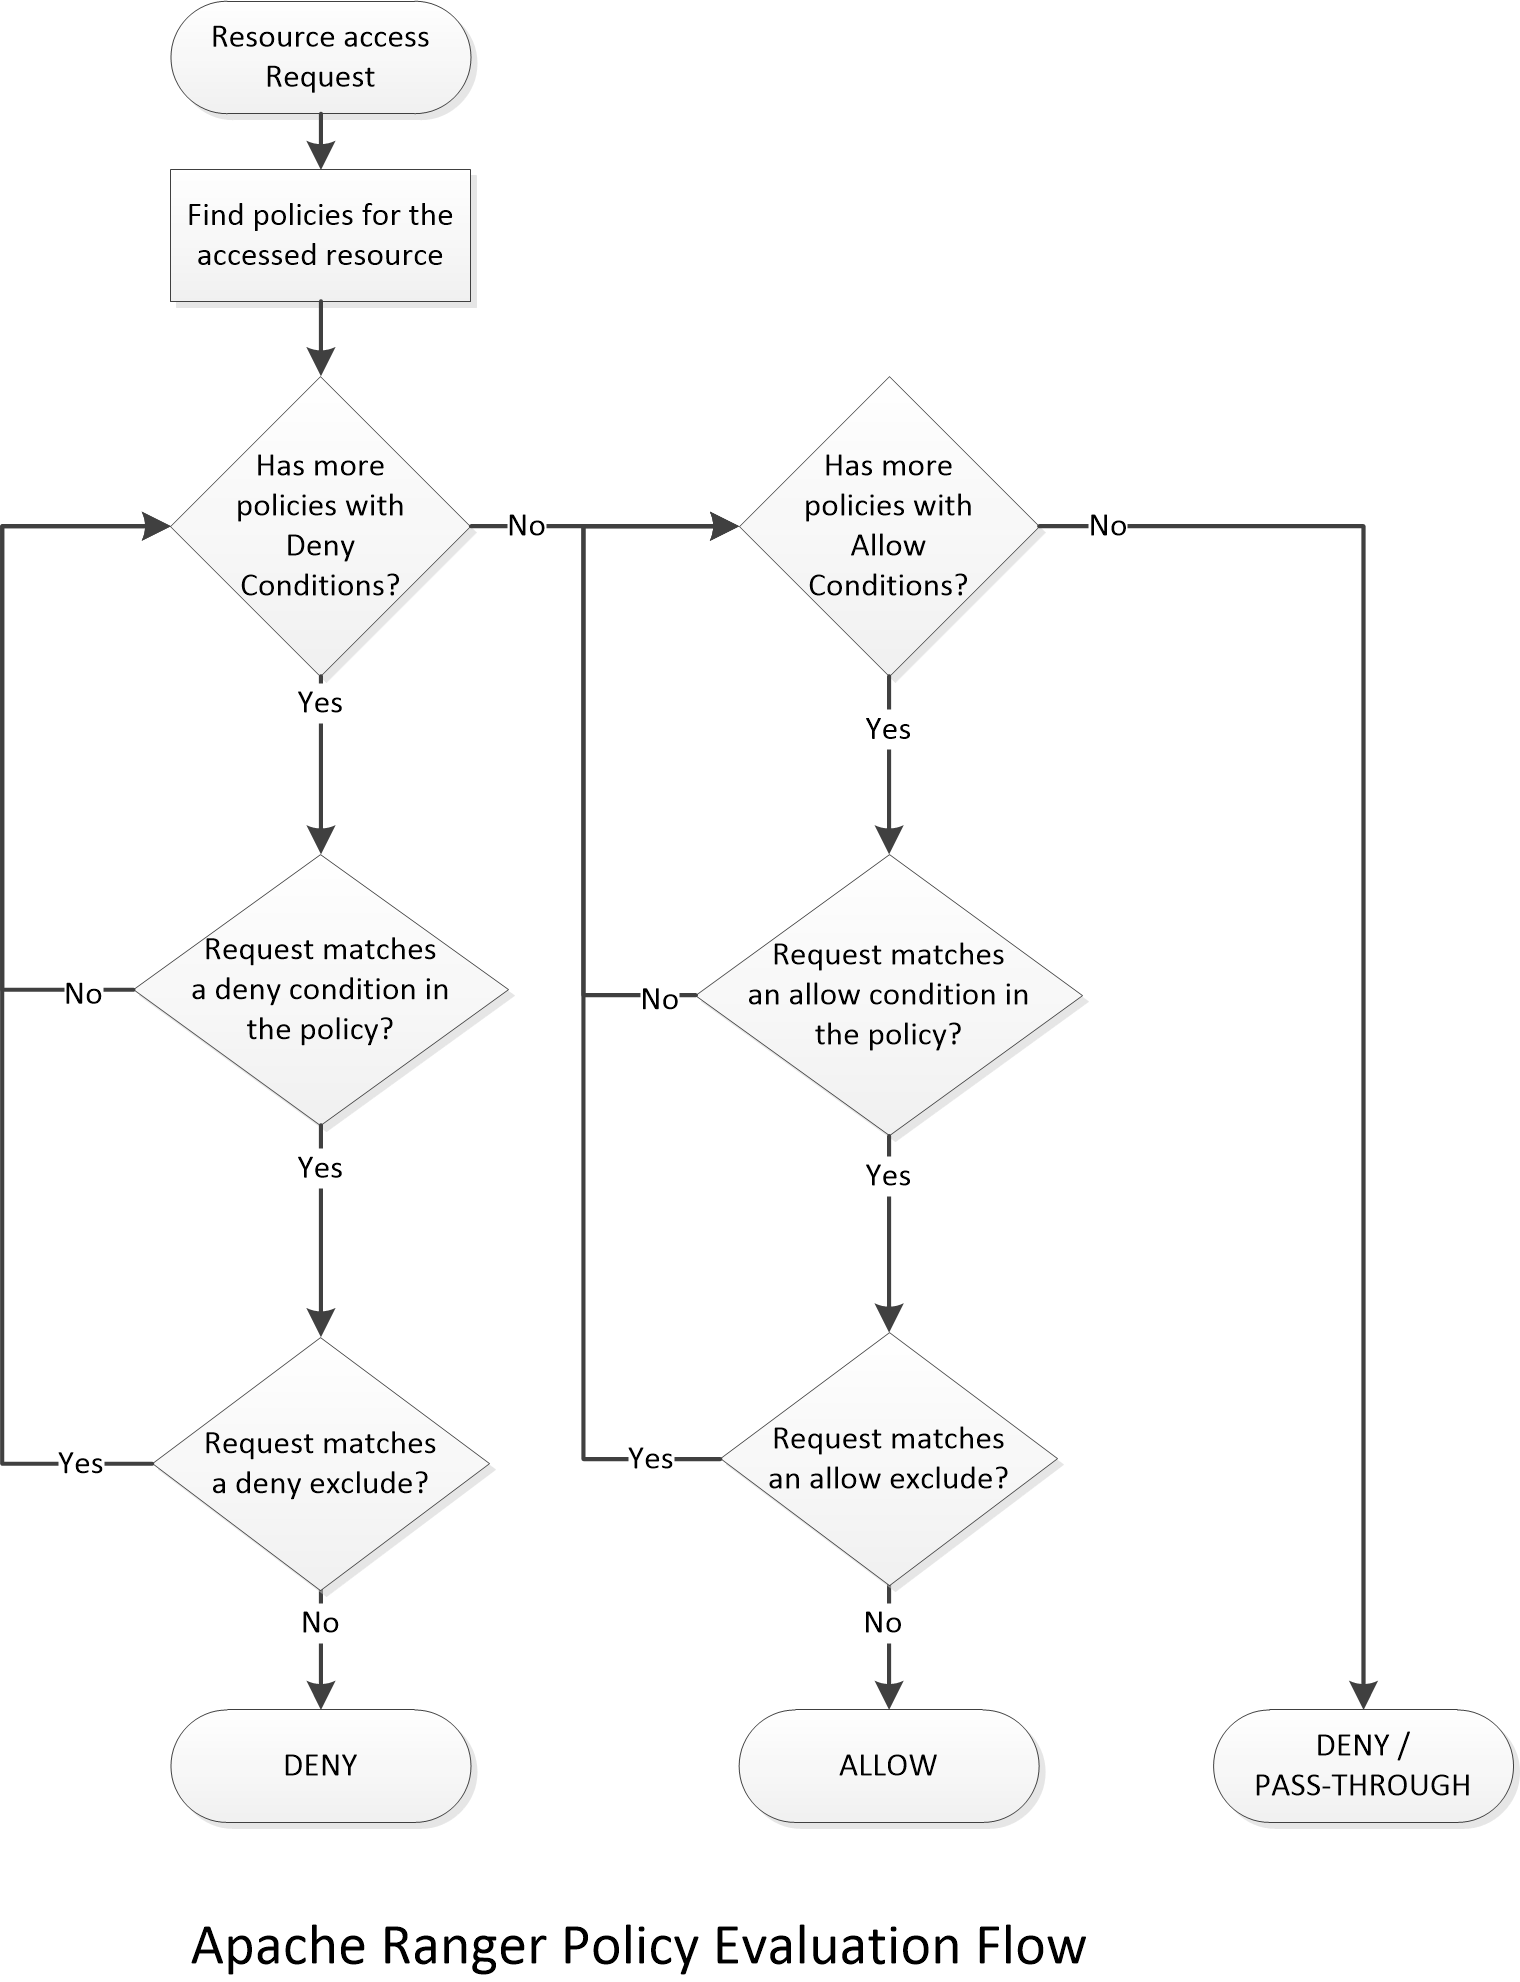 Resource access
Request
Find policies for the
accessed resource
Has more
policies with
Deny
Conditions?
No
Has more
policies with
Allow
Conditions?
No
Yes
Yes
Request matches
a deny condition in
the policy?
No
Request matches
an allow condition in
the policy?
No
Yes
Yes
Request matches
a deny exclude?
Yes
Request matches
an allow exclude?
Yes
No
No
DENY
ALLOW
DENY /
PASS-THROUGH
Apache Ranger Policy Evaluation Flow